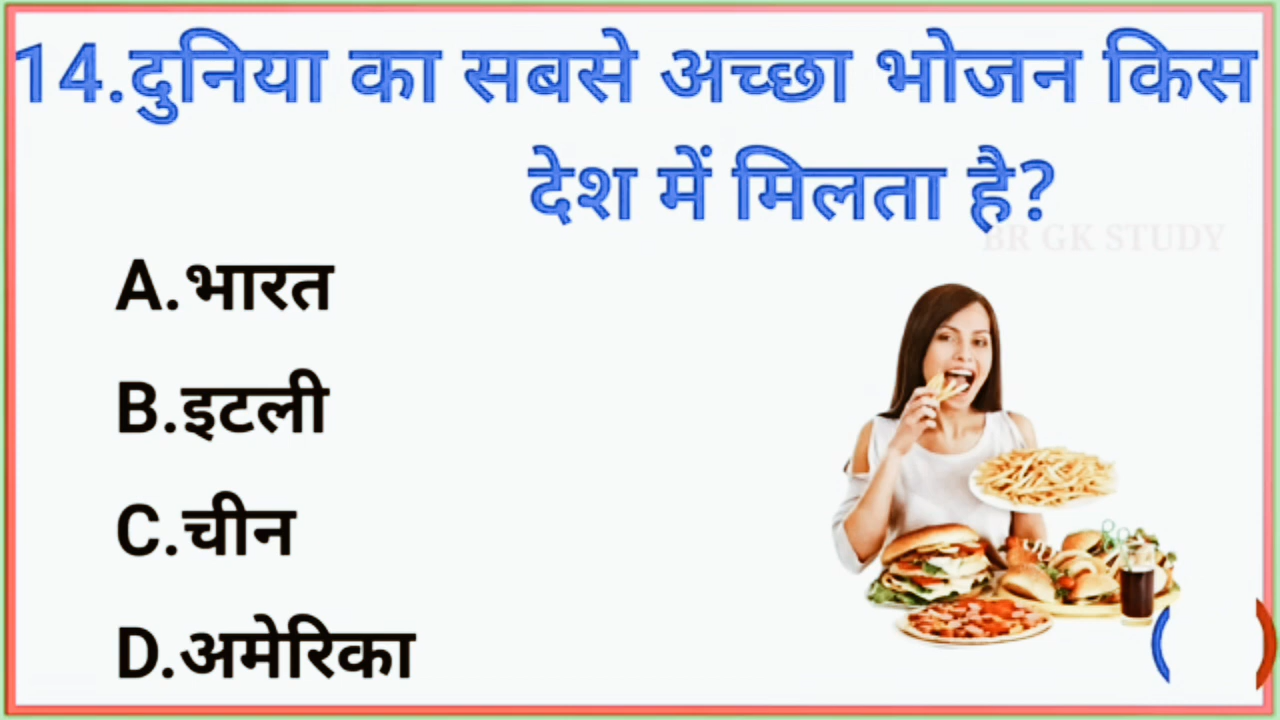 14.दुनिया का सबसे अच्छा भोजन किस
देश में मिलता है?
BR GK STUDY
A.भारत
B.इटली
C.चीन
D.अमेरिका
( )